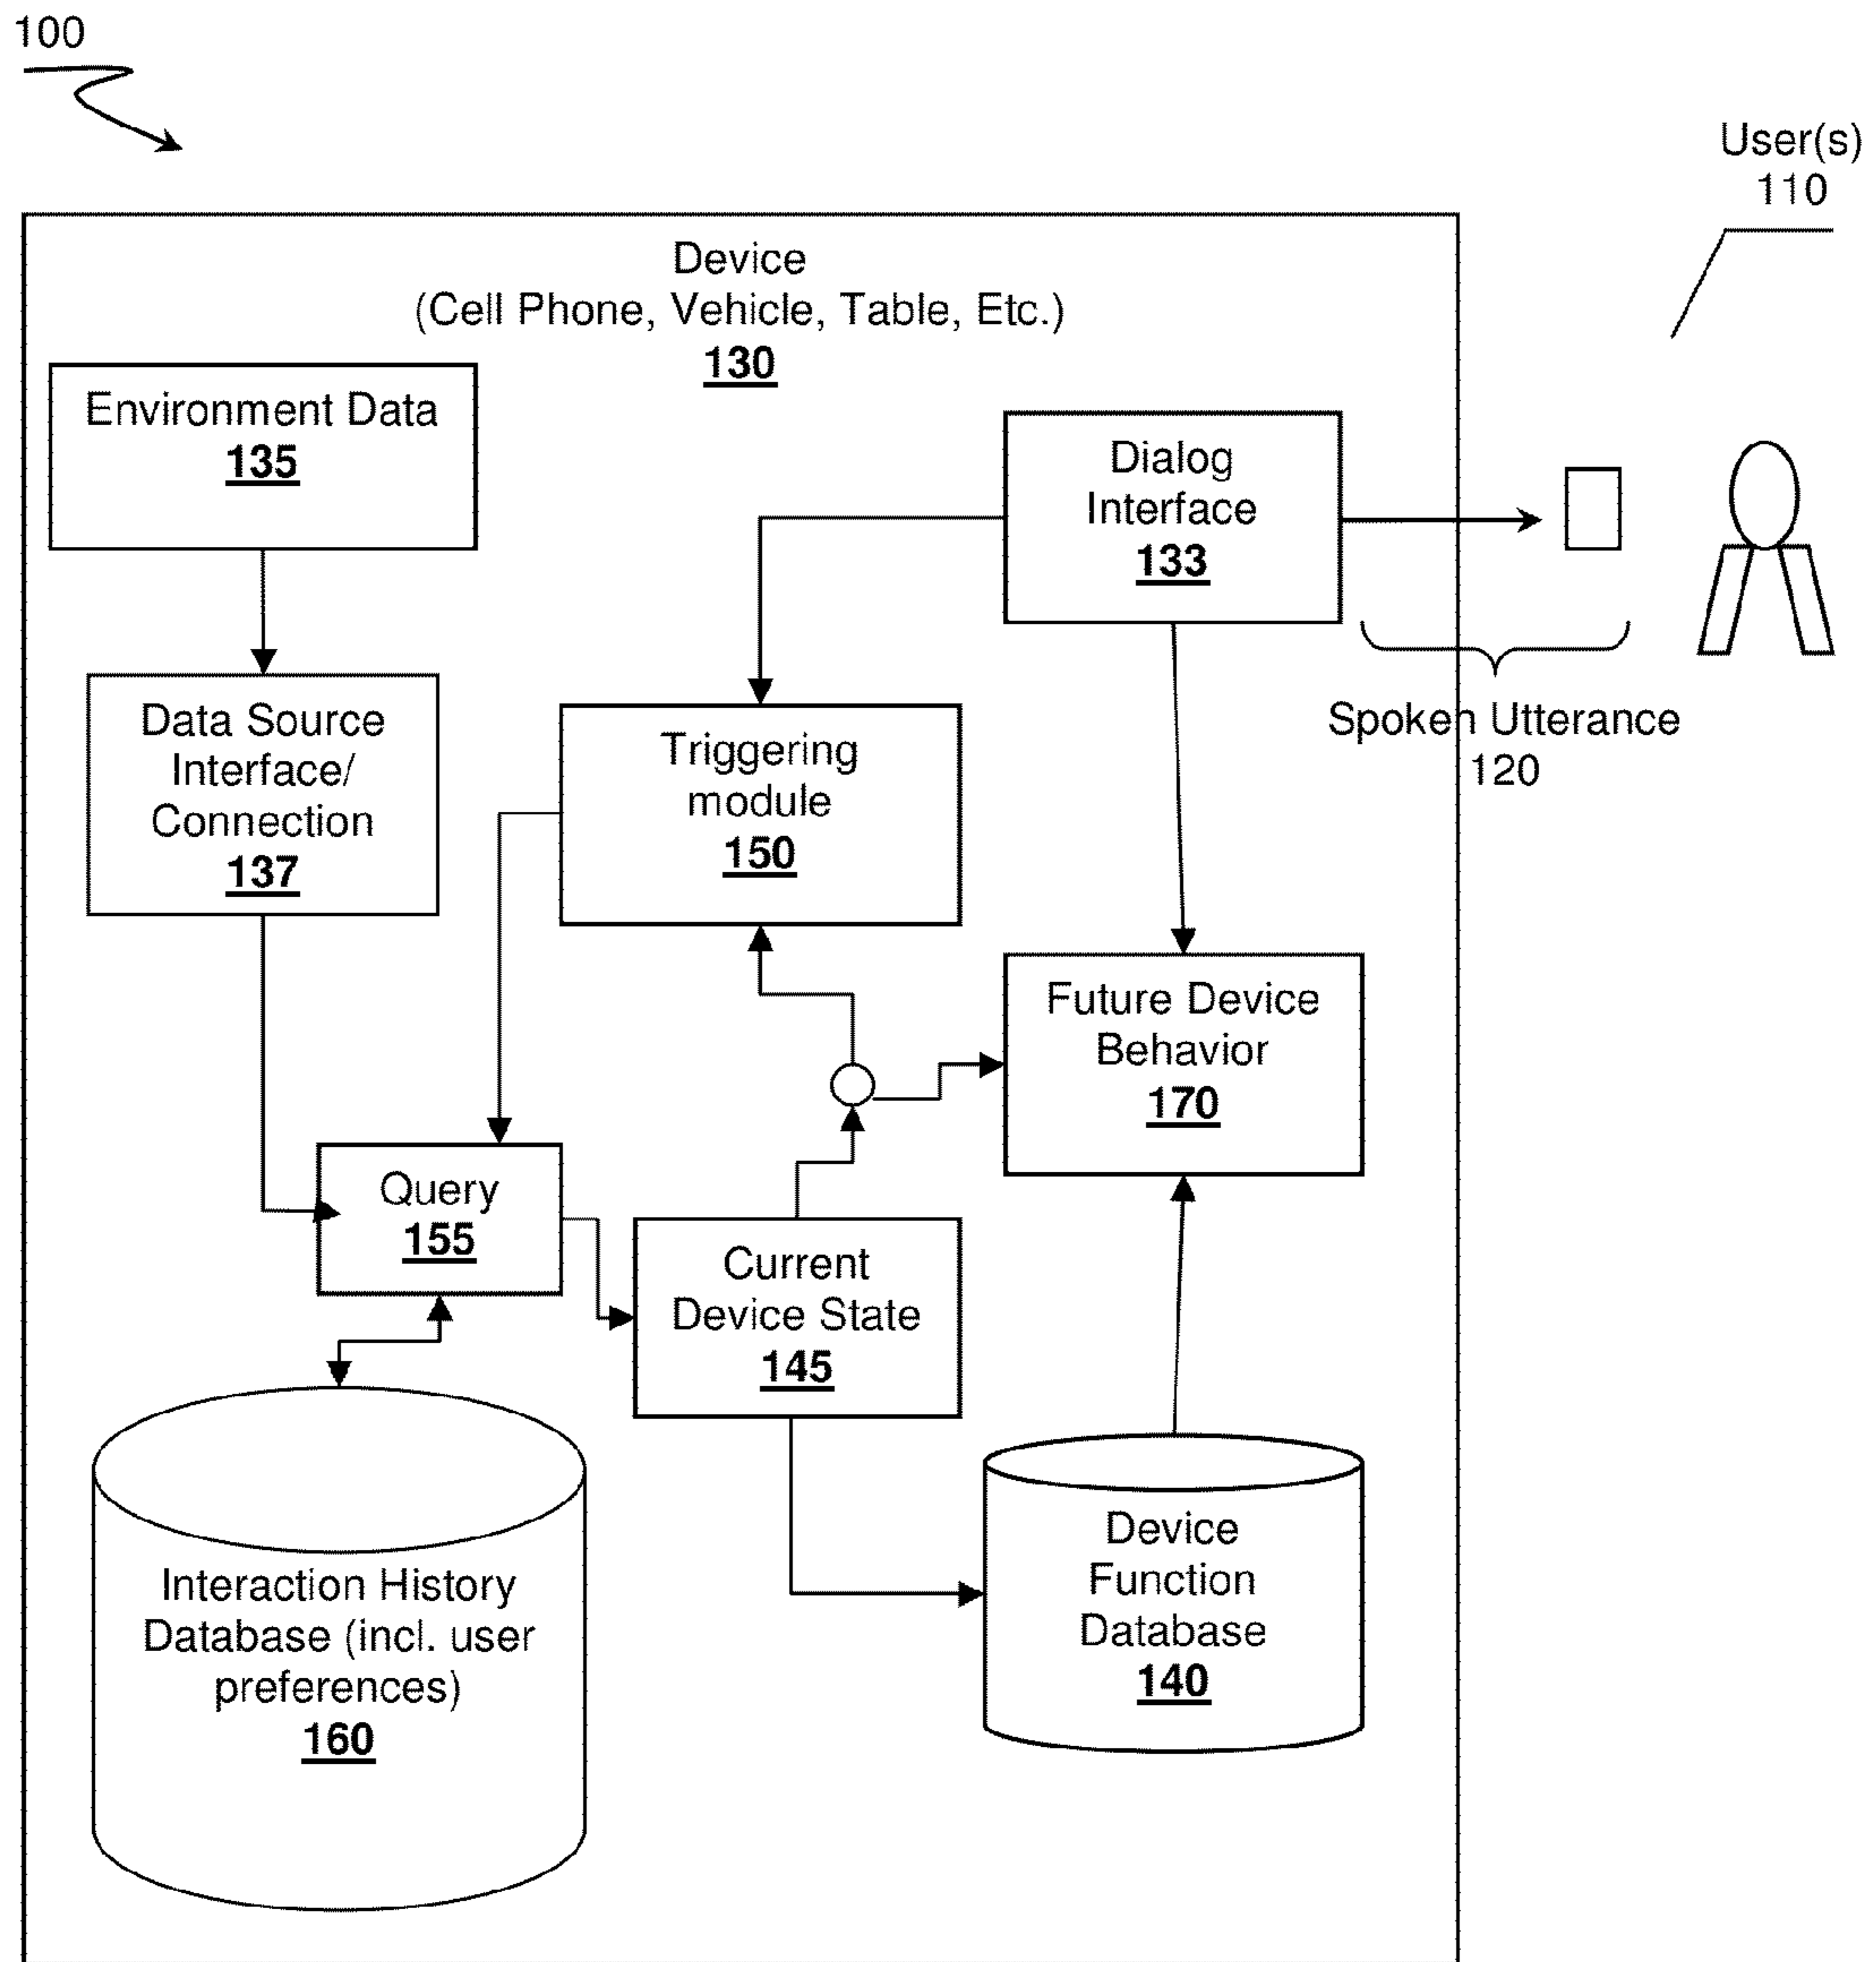 100
User(s)
110
Device
(Cell Phone, Vehicle, Table, Etc.)
130
Environment Data
135
Dialog
Interface
133
Data Source
Interface/
Connection
137
Triggering
module
150
Spoken Utterance
120
Future Device
Behavior
170
Query
155
Current
Device State
145
Interaction History
Database (incl. user
preferences)
160
Device
Function
Database
140